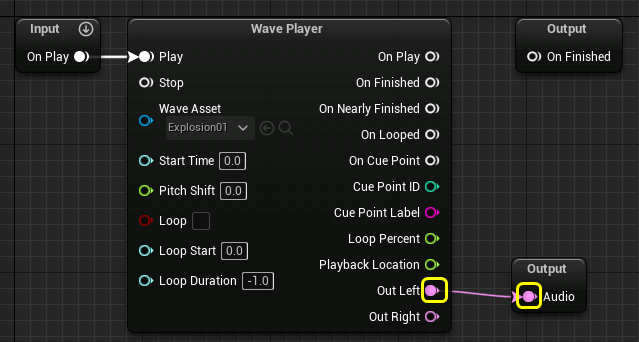 Input
On Play
Wave Player
Play
Stop
Wave Asset
Explosion01
Start Time 0.0
Pitch Shift 0.0
Loop
Loop Start 0.0
Loop Duration -1.0
On Play
On Finished
On Nearly Finished
On Looped
On Cue Point
Cue Point ID
Cue Point Label
Loop Percent
Playback Location
Out Left
Out Right
Output
On Finished
Output
Audio